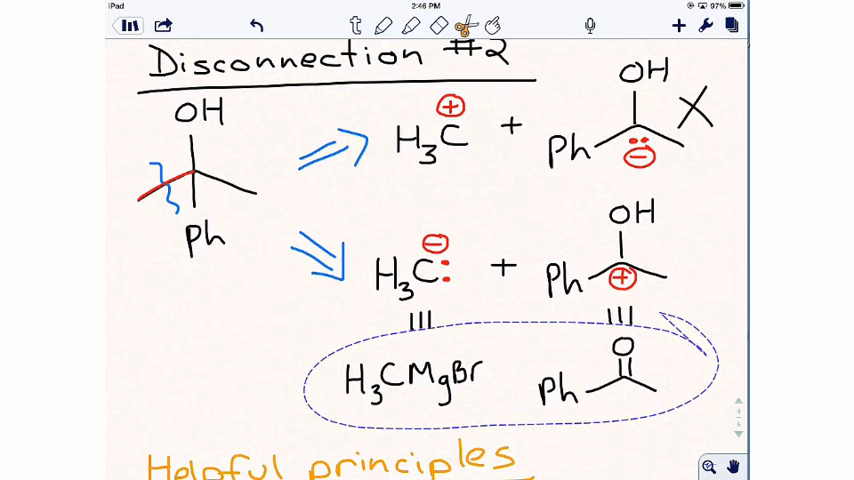 iPad 2:46 PM 97%
t
Disconnection #2
OH
Ph
H3C + + Ph OH X
H3C: − + Ph OH +
||| |||
H3CMgBr Ph O
Helpful principles